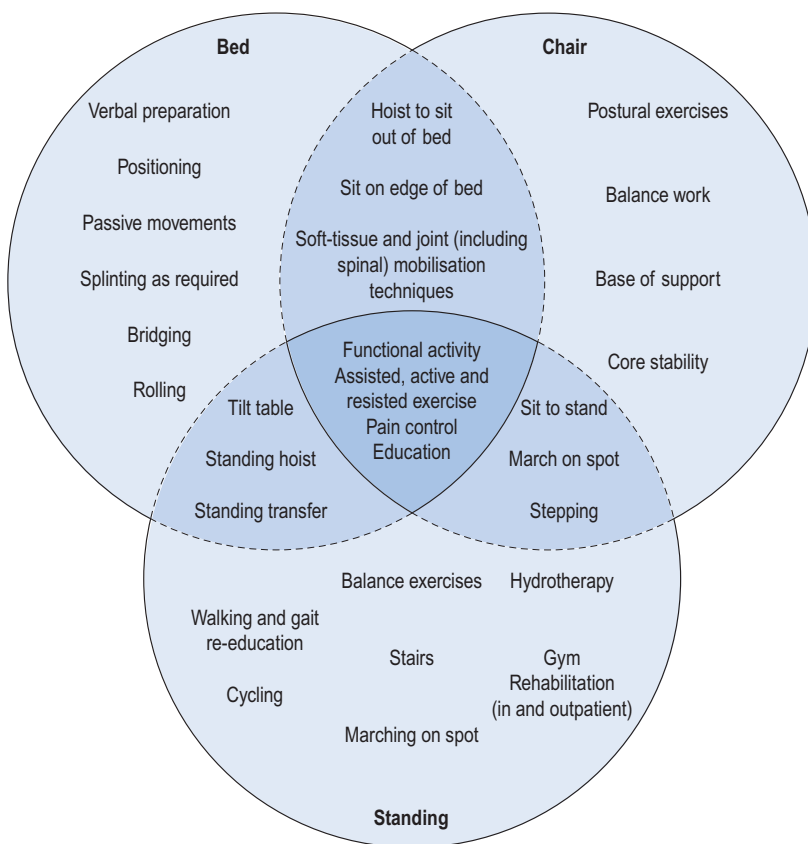 Bed
Chair
Verbal preparation
Positioning
Passive movements
Splinting as required
Bridging
Rolling
Hoist to sit
out of bed
Sit on edge of bed
Soft-tissue and joint (including
spinal) mobilisation
techniques
Postural exercises
Balance work
Base of support
Core stability
Functional activity
Assisted, active and
resisted exercise
Pain control
Education
Tilt table
Standing hoist
Standing transfer
Sit to stand
March on spot
Stepping
Balance exercises
Hydrotherapy
Walking and gait
re-education
Stairs
Gym
Rehabilitation
(in and outpatient)
Cycling
Marching on spot
Standing